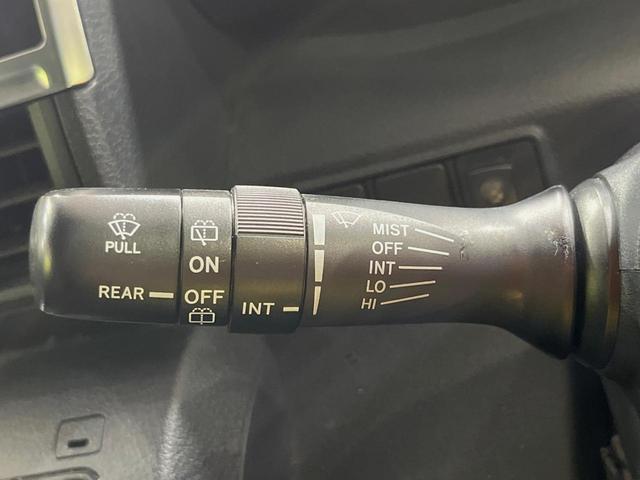 PULL
REAR
ON
OFF
INT
MIST
OFF
INT
LO
HI